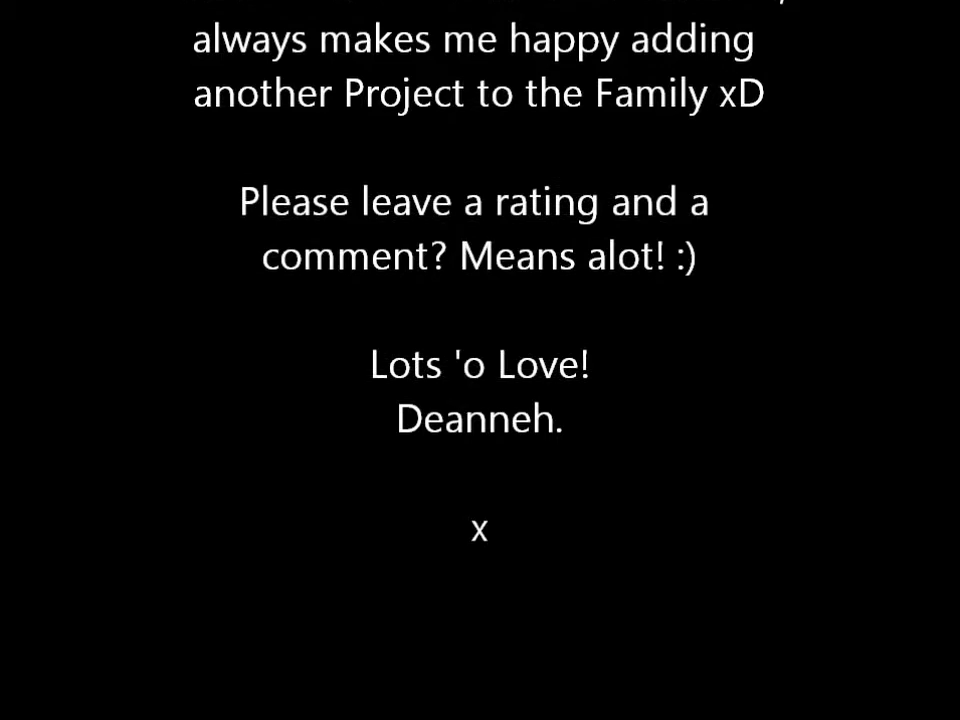 always makes me happy adding
another Project to the Family xD
Please leave a rating and a
comment? Means alot! :)
Lots 'o Love!
Deanneh.
x